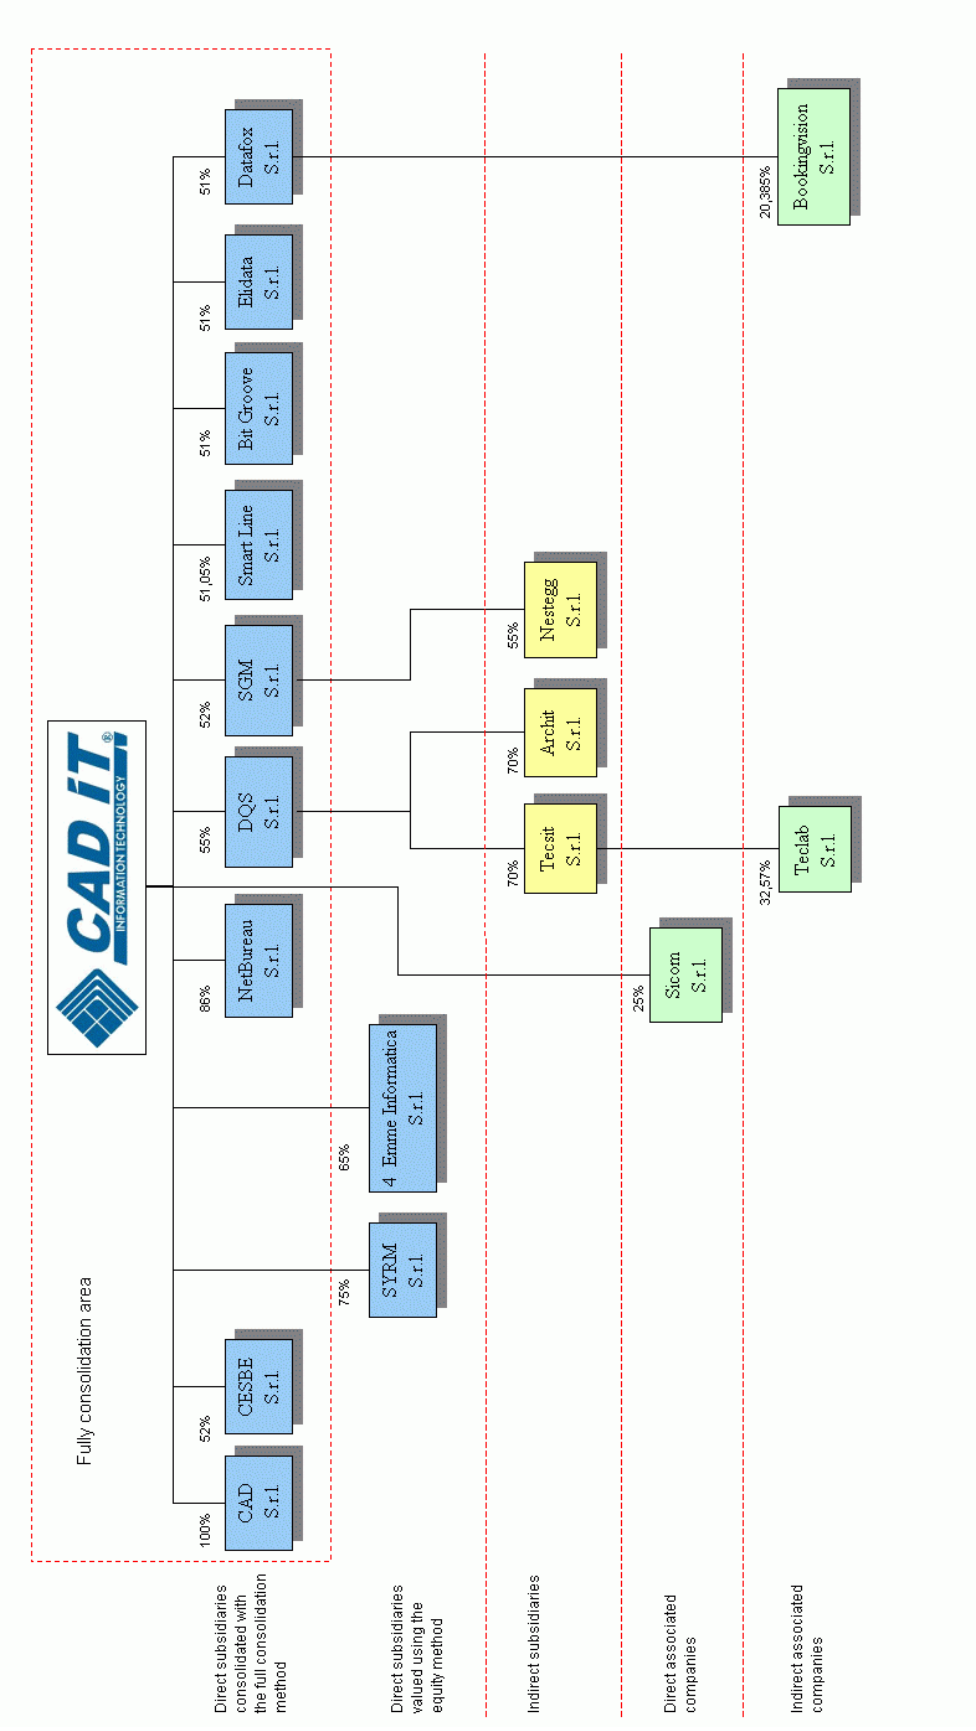 CAD iT®
INFORMATION TECHNOLOGY
Fully consolidation area
Direct subsidiaries
consolidated with
the full consolidation
method
100%
CAD
S.r.l.
52%
CESBE
S.r.l.
86%
NetBureau
S.r.l.
55%
DQS
S.r.l.
52%
SGM
S.r.l.
51,05%
Smart Line
S.r.l.
51%
Bit Groove
S.r.l.
51%
Elidata
S.r.l.
51%
Datafox
S.r.l.
Direct subsidiaries
valued using the
equity method
75%
SYRM
S.r.l.
65%
4 Emme Informatica
S.r.l.
Indirect subsidiaries
70%
Tecsit
S.r.l.
70%
Archit
S.r.l.
55%
Nestegg
S.r.l.
Direct associated
companies
25%
Sicom
S.r.l.
Indirect associated
companies
32,57%
Teclab
S.r.l.
20,385%
Bookingvision
S.r.l.